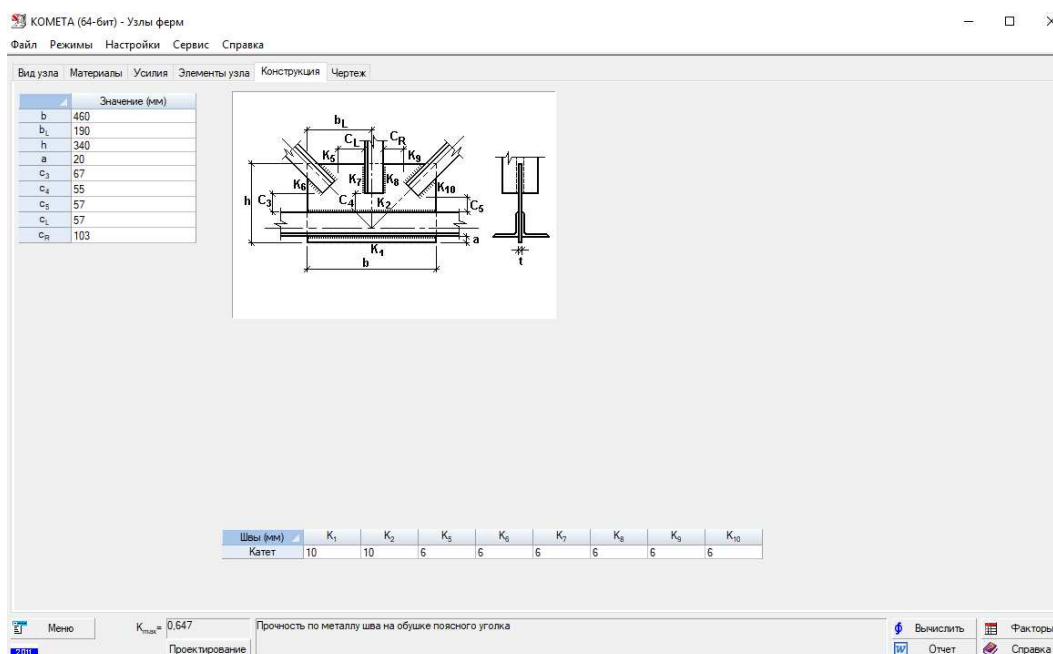 КОМЕТА (64-бит) - Узлы ферм
Файл Режимы Настройки Сервис Справка
Вид узла Материалы Усилия Элементы узла Конструкция Чертеж
Значение (мм)
b 460
bL 190
h 340
a 20
c3 67
c4 55
c5 57
cL 57
cR 103
bL
CL CR
K5 K9
K6 K7 K8 K10
h C3 C4 K2 C5
K1 a
b t
Швы (мм) K1 K2 K5 K6 K7 K8 K9 K10
Катет 10 10 6 6 6 6 6 6
Меню Kmax= 0,647 Прочность по металлу шва на обушке поясного уголка Вычислить Факторы
Проектирование Отчет Справка